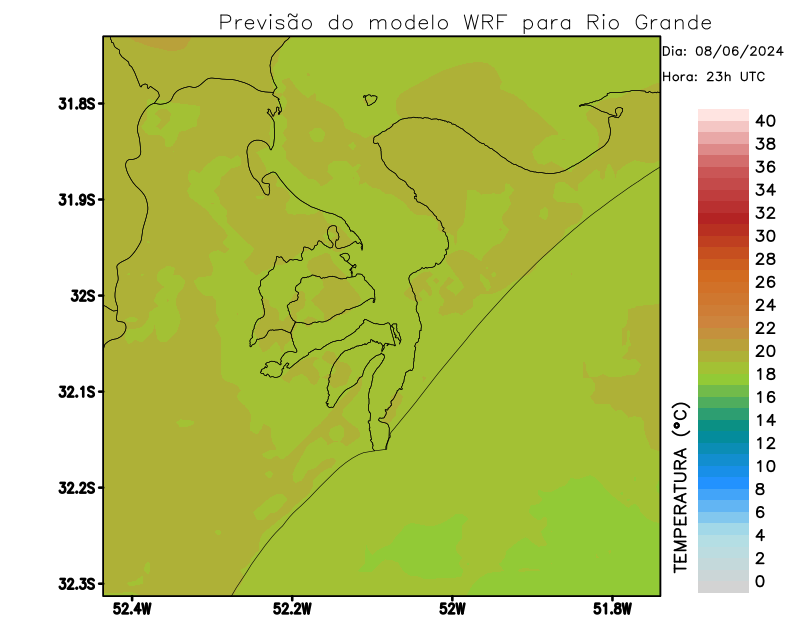 Previsão do modelo WRF para Rio Grande
Dia: 08/06/2024
Hora: 23h UTC
31.8S
31.9S
32S
32.1S
32.2S
32.3S
52.4W
52.2W
52W
51.8W
TEMPERATURA (°C)
40
38
36
34
32
30
28
26
24
22
20
18
16
14
12
10
8
6
4
2
0